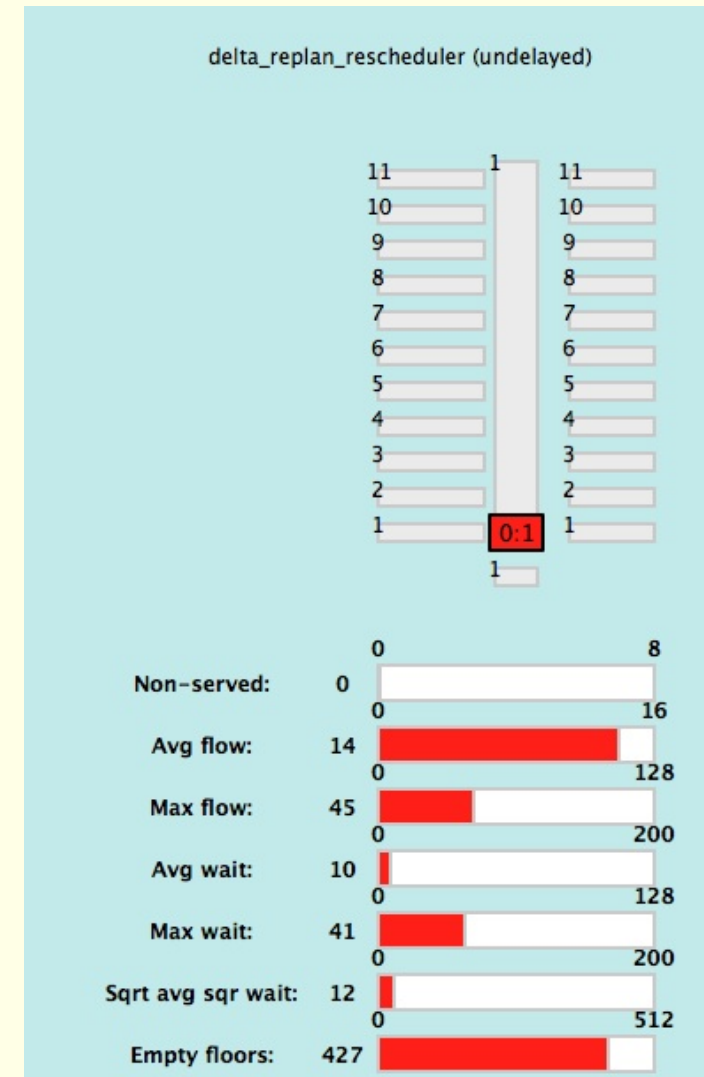 delta_replan_rescheduler (undelayed)
1
11 11
10 10
9 9
8 8
7 7
6 6
5 5
4 4
3 3
2 2
1 0:1 1
1
0 8
Non-served: 0
0 16
Avg flow: 14
0 128
Max flow: 45
0 200
Avg wait: 10
0 128
Max wait: 41
0 200
Sqrt avg sqr wait: 12
0 512
Empty floors: 427